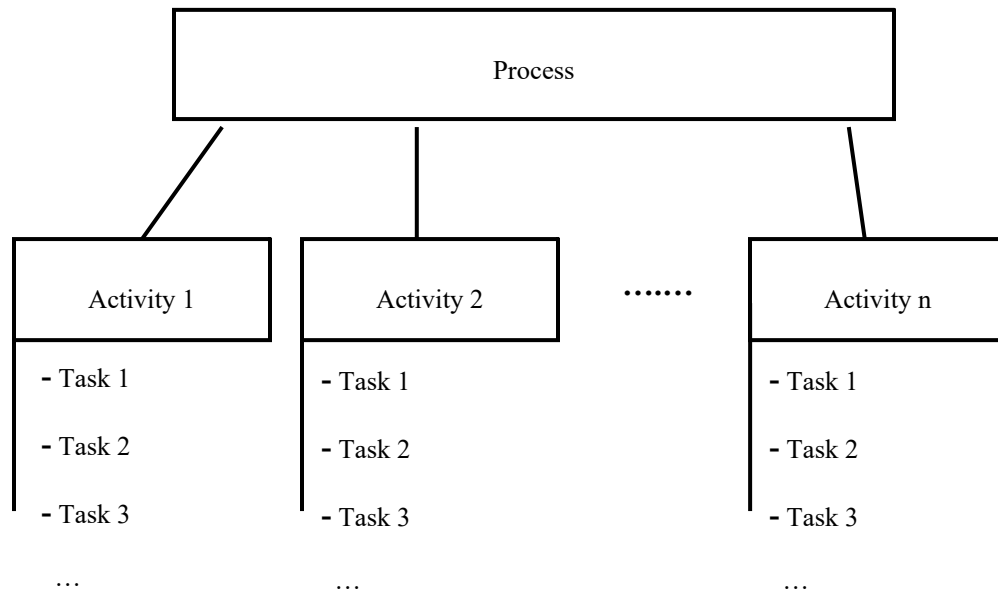 Process
Activity 1
Activity 2
.......
Activity n
- Task 1
- Task 2
- Task 3
...
- Task 1
- Task 2
- Task 3
...
- Task 1
- Task 2
- Task 3
...